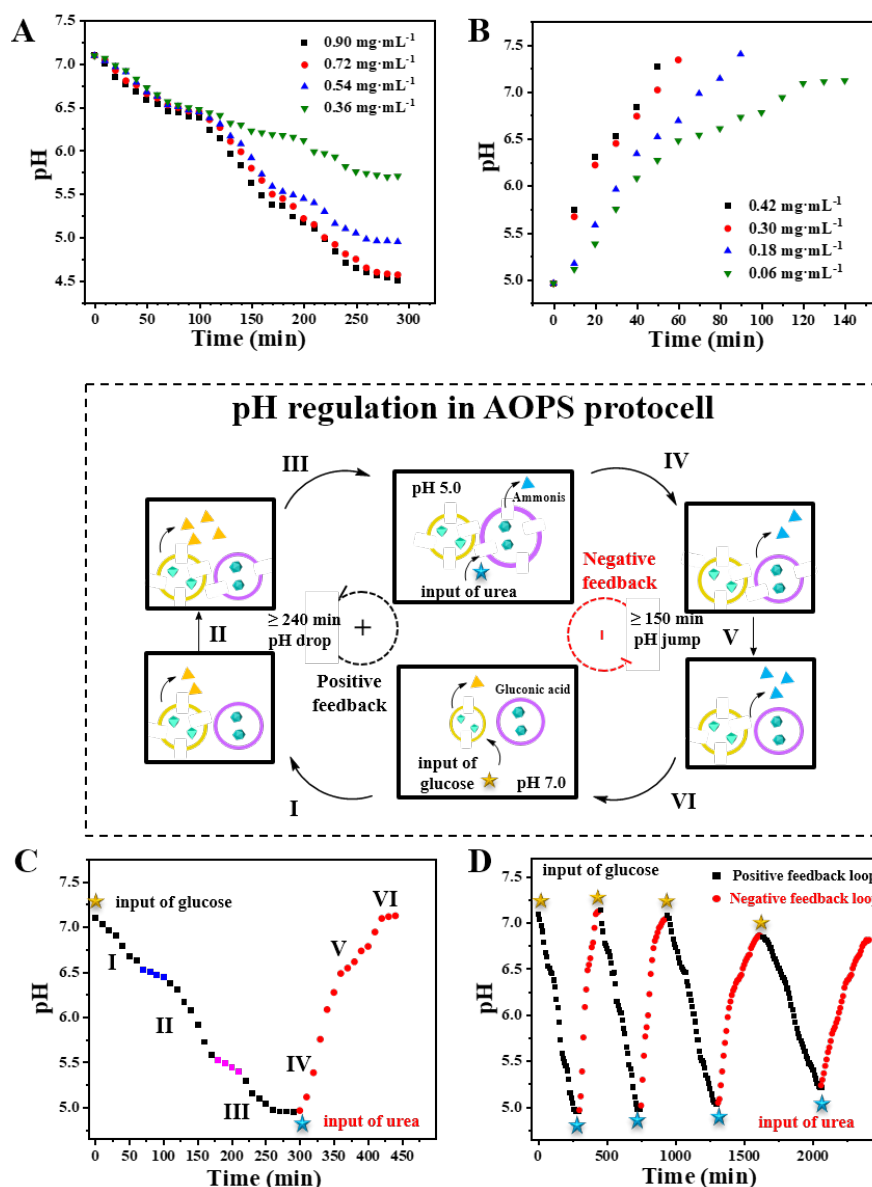 A
7.5
7.0
6.5
6.0
5.5
5.0
4.5
pH
0.90 mg·mL⁻¹
0.72 mg·mL⁻¹
0.54 mg·mL⁻¹
0.36 mg·mL⁻¹
0 50 100 150 200 250 300
Time (min)
B
7.5
7.0
6.5
6.0
5.5
5.0
pH
0.42 mg·mL⁻¹
0.30 mg·mL⁻¹
0.18 mg·mL⁻¹
0.06 mg·mL⁻¹
0 20 40 60 80 100 120 140
Time (min)
pH regulation in AOPS protocell
III
IV
pH 5.0
Ammonis
input of urea
Negative
feedback
II
≥ 240 min
pH drop
+
Positive
feedback
-
≥ 150 min
pH jump
V
Gluconic acid
input of
glucose
pH 7.0
I
VI
C
7.5
7.0
6.5
6.0
5.5
5.0
pH
input of glucose
I
II
III
IV
V
VI
input of urea
0 50 100 150 200 250 300 350 400 450
Time (min)
D
7.5
7.0
6.5
6.0
5.5
5.0
pH
input of glucose
Positive feedback loop
Negative feedback loop
input of urea
0 500 1000 1500 2000
Time (min)